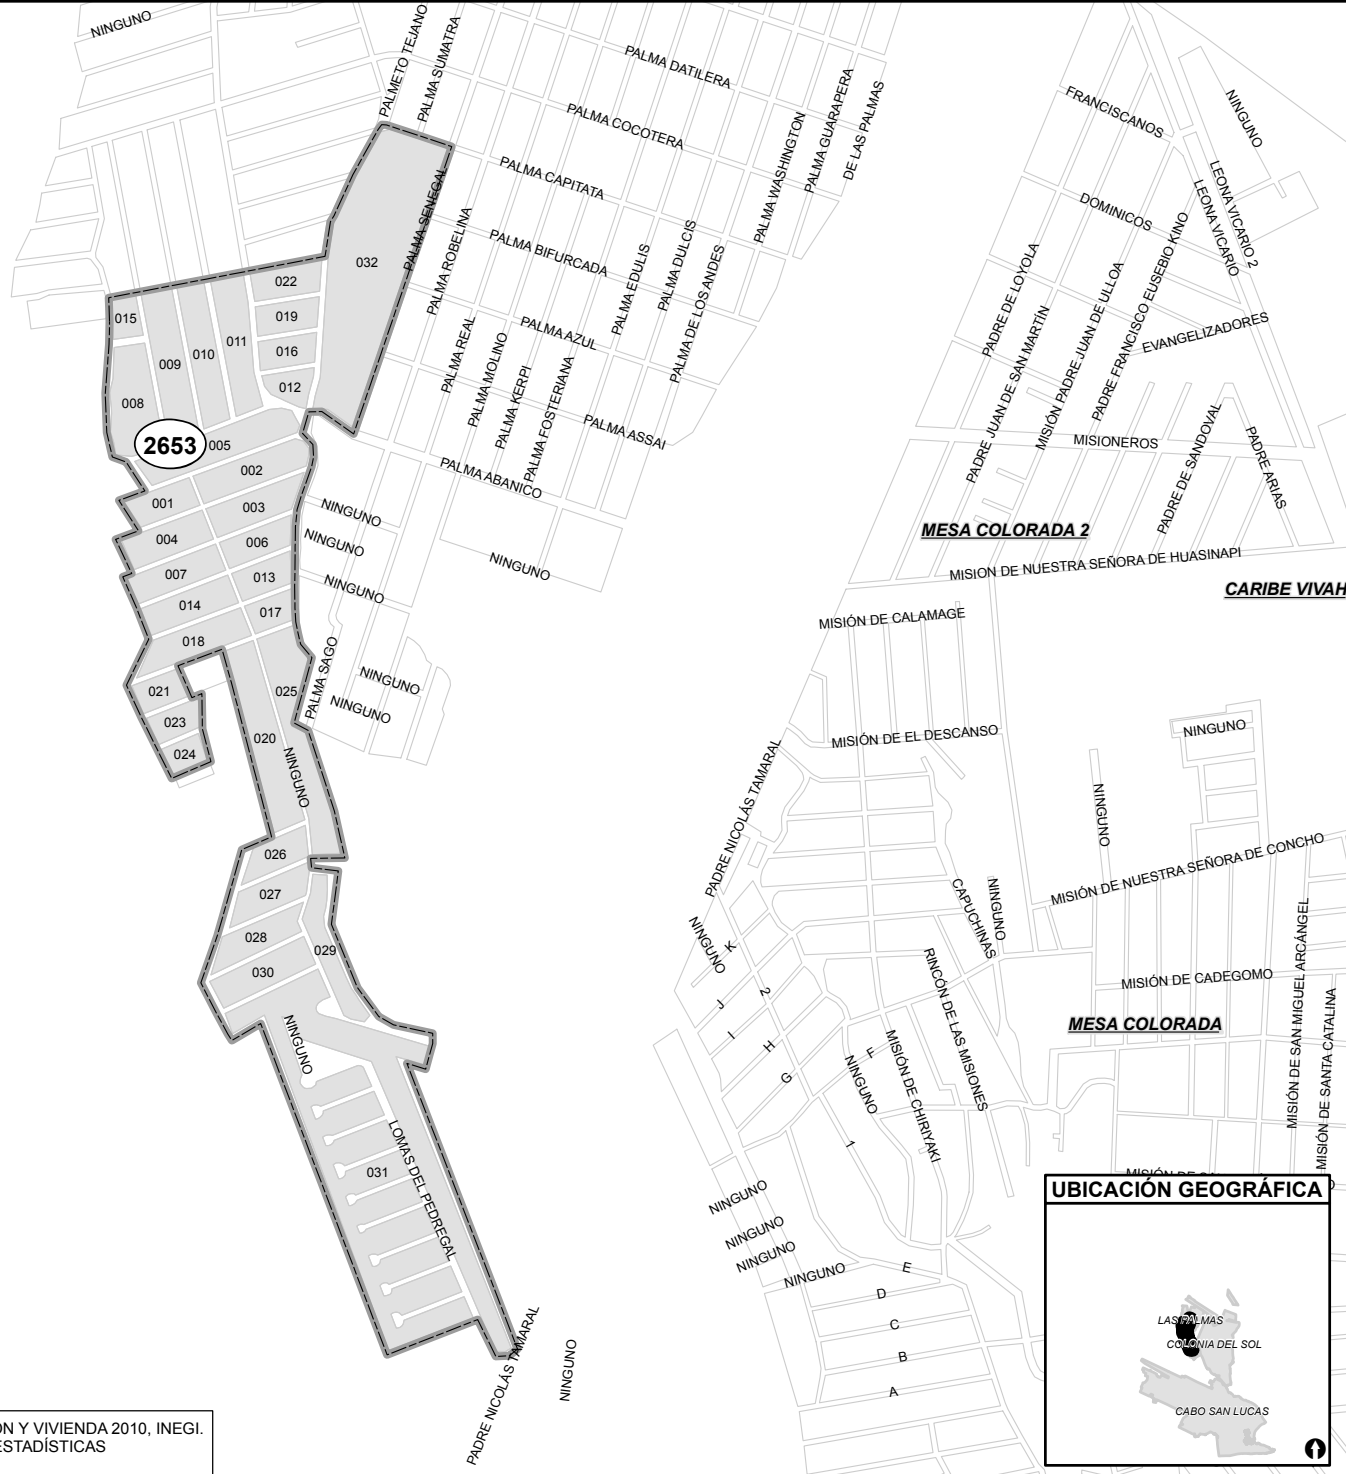 NINGUNO
PALMETO TEJANO
PALMA SUMATRA
PALMA DATILERA
PALMA COCOTERA
PALMA CAPITATA
PALMA WASHINGTON
PALMA GUARAPERA
DE LAS PALMAS
FRANCISCANOS
NINGUNO
LEONA VICARIO 2
LEONA VICARIO
DOMINICOS
PALMA SENEGAL
PALMA ROBELINA
PALMA BIFURCADA
PALMA EDULIS
PALMA DULCIS
PALMA DE LOS ANDES
PADRE DE LOYOLA
PADRE JUAN DE SAN MARTÍN
MISIÓN PADRE JUAN DE ULLOA
PADRE FRANCISCO EUSEBIO KINO
EVANGELIZADORES
032
022
019
016
012
015
009
010
011
008
2653
005
PALMA AZUL
PALMA REAL
PALMA MOLINO
PALMA KERPI
PALMA FOSTERIANA
PALMA ASSAI
PALMA ABANICO
MISIONEROS
PADRE DE SANDOVAL
PADRE ARIAS
002
001
003
004
006
007
013
014
017
018
NINGUNO
NINGUNO
NINGUNO
NINGUNO
MESA COLORADA 2
MISION DE NUESTRA SEÑORA DE HUASINAPI
CARIBE VIVAH
MISIÓN DE CALAMAGE
PALMA SAGO
NINGUNO
NINGUNO
021
025
023
020
024
NINGUNO
MISIÓN DE EL DESCANSO
NINGUNO
PADRE NICOLÁS TAMARAL
NINGUNO
026
027
028
029
030
MISIÓN DE NUESTRA SEÑORA DE CONCHO
CAPUCHINAS
NINGUNO
NINGUNO
K
2
J
I
H
G
F
RINCÓN DE LAS MISIONES
MISIÓN DE CADEGOMO
MISIÓN DE SAN MIGUEL ARCÁNGEL
MISIÓN DE SANTA CATALINA
MESA COLORADA
NINGUNO
NINGUNO
MISIÓN DE CHIRIYAKI
1
LOMAS DEL PEDREGAL
031
NINGUNO
NINGUNO
NINGUNO
NINGUNO
E
D
C
B
A
PADRE NICOLÁS TAMARAL
NINGUNO
MISIÓN DE
UBICACIÓN GEOGRÁFICA
LAS PALMAS
COLONIA DEL SOL
CABO SAN LUCAS
ON Y VIVIENDA 2010, INEGI.
ESTADÍSTICAS